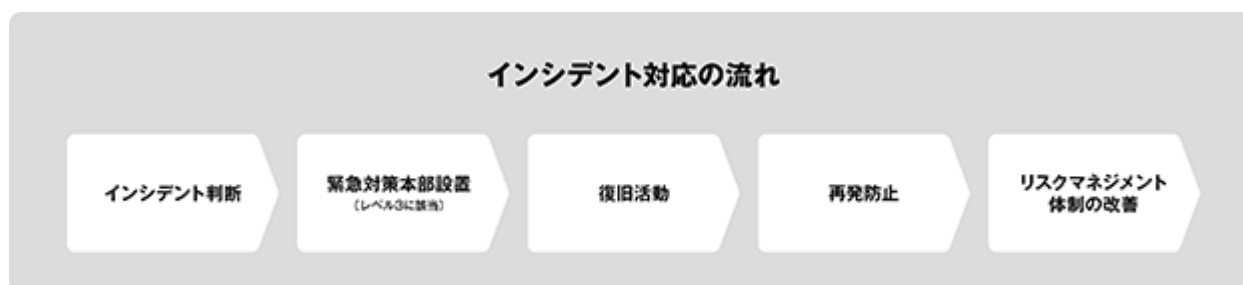 インシデント対応の流れ
インシデント判断
緊急対策本部設置
（レベル3に該当）
復旧活動
再発防止
リスクマネジメント
体制の改善